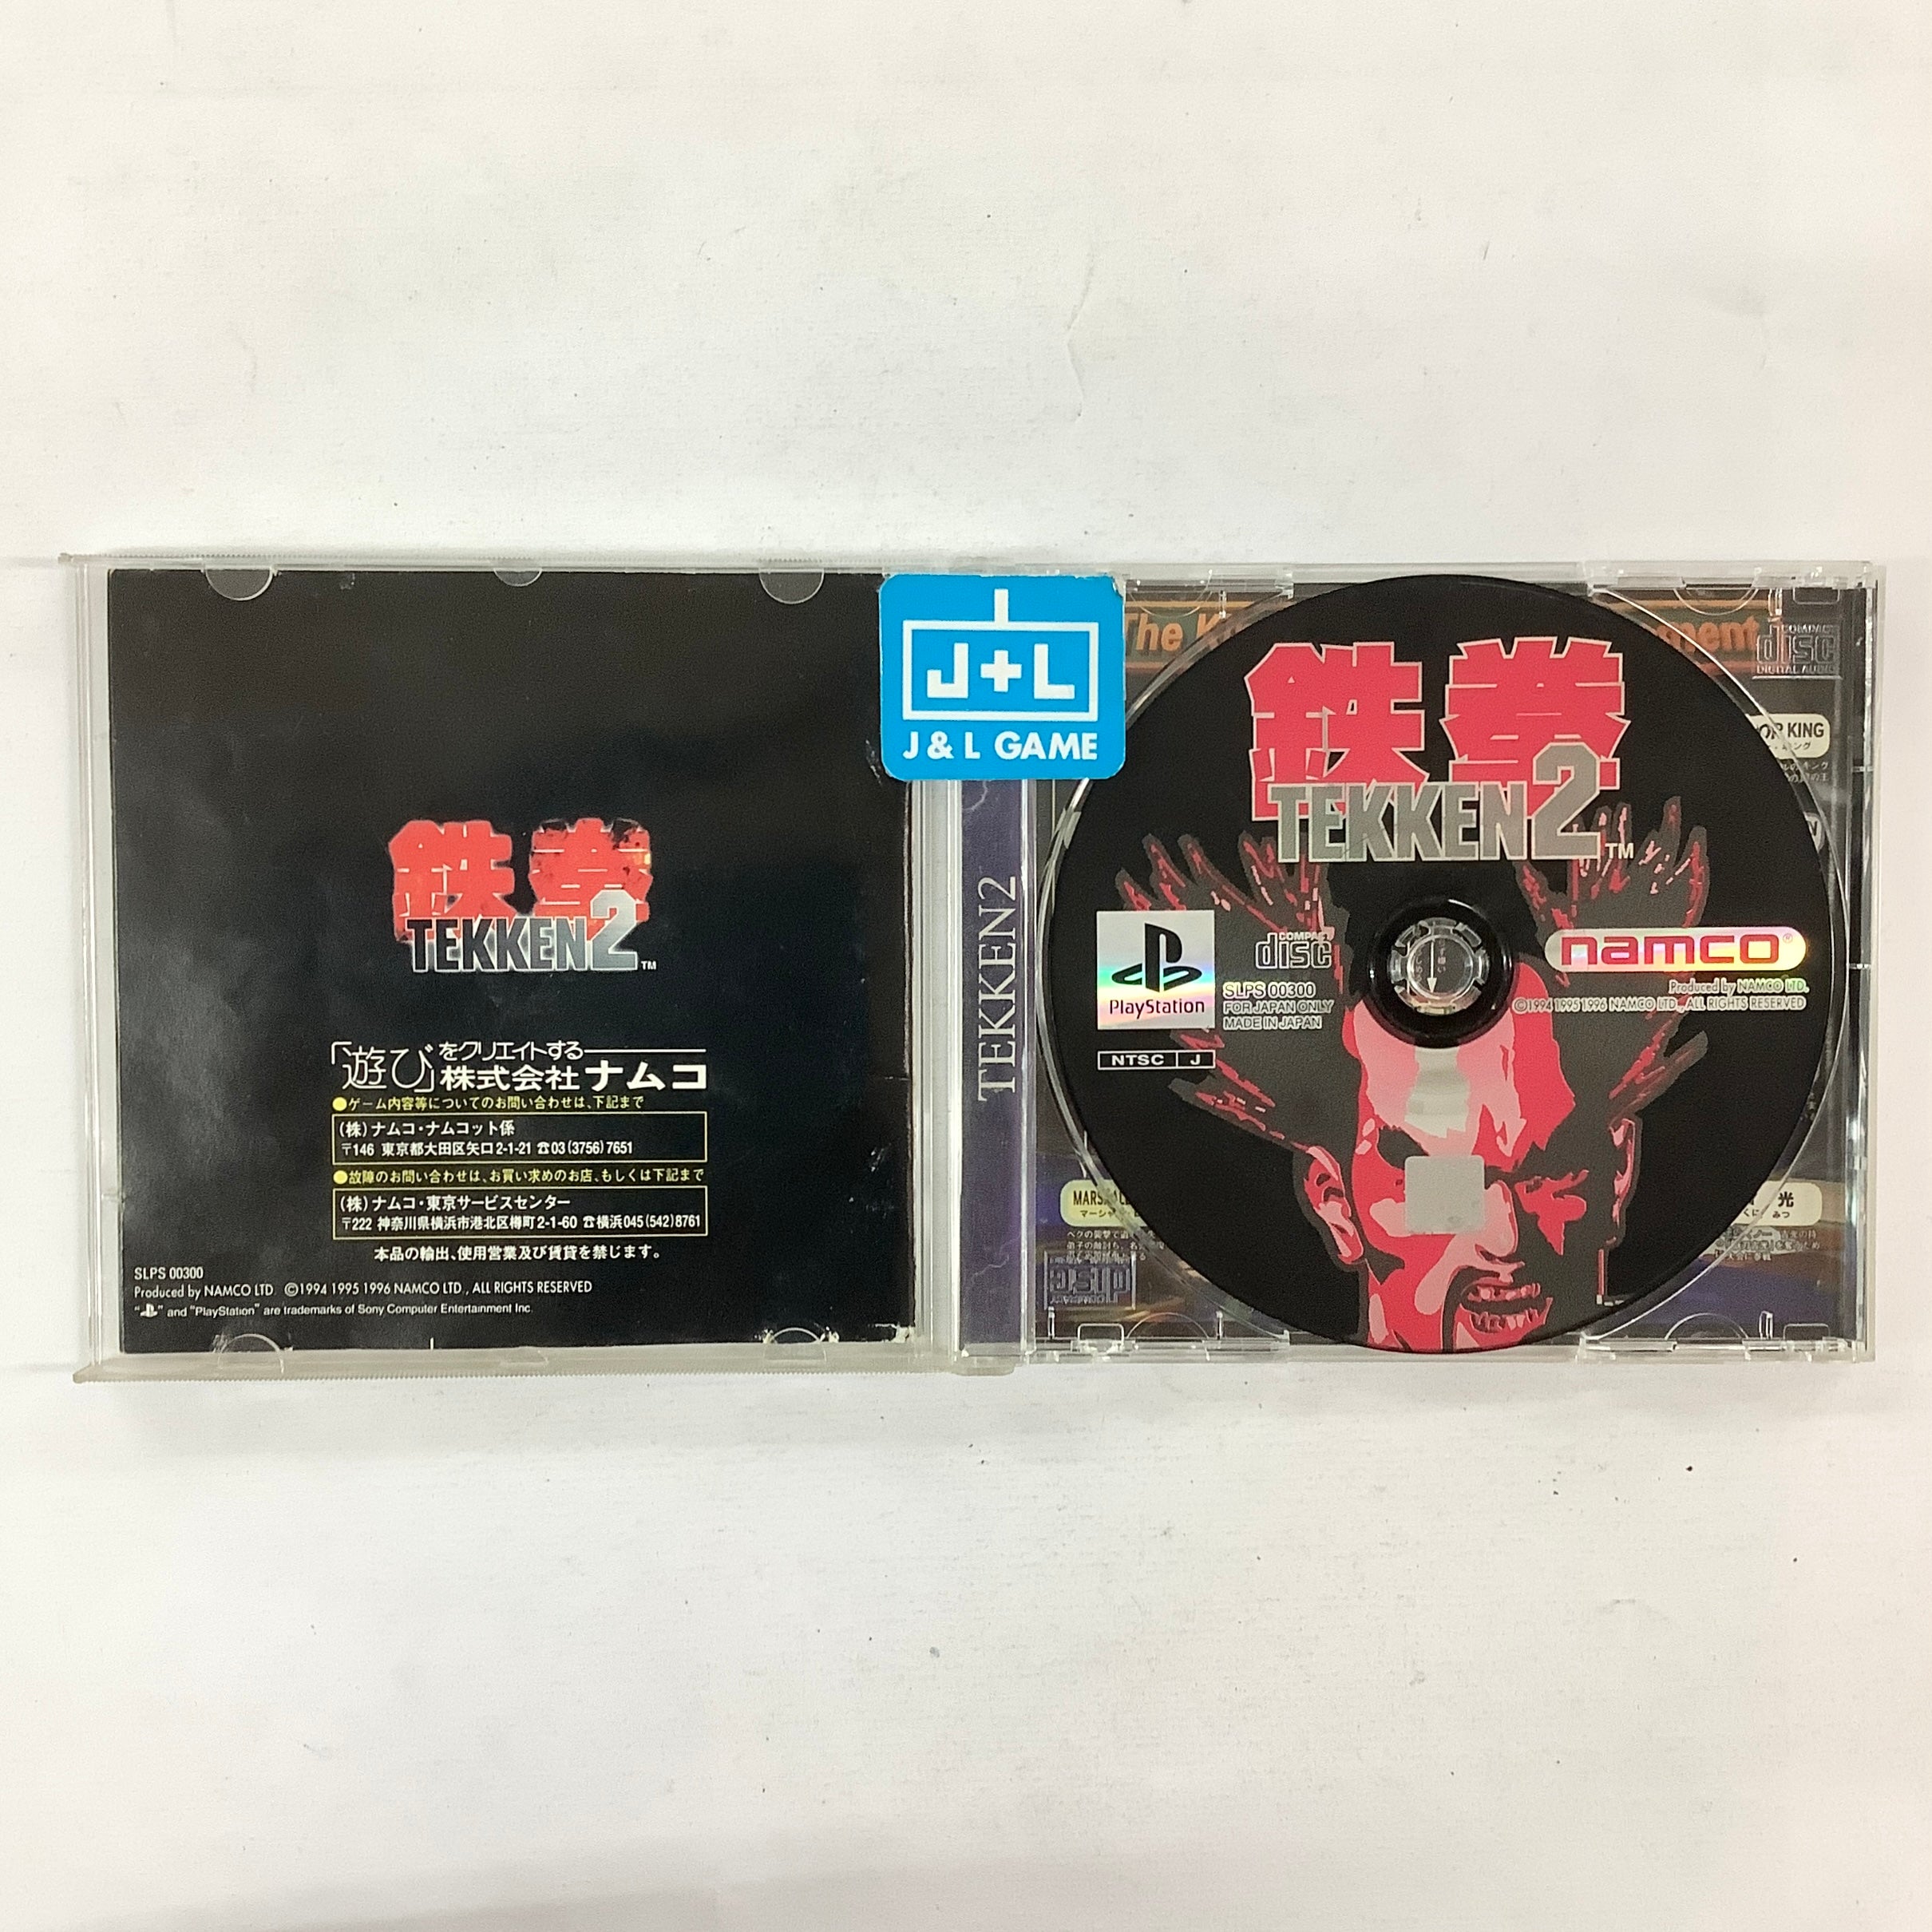 鉄拳
TEKKEN2 ™
「遊び」をクリエイトする
株式会社ナムコ
●ゲーム内容等についてのお問い合わせは、下記まで
(株)ナムコ・ナムコット係
〒146 東京都大田区矢口2-1-21 ☎03(3756)7651
●故障のお問い合わせは、お買い求めのお店、もしくは下記まで
(株)ナムコ・東京サービスセンター
〒222 神奈川県横浜市港北区樽町2-1-60 ☎横浜045(542)8761
本品の輸出、使用営業及び賃貸を禁じます。
SLPS 00300
Produced by NAMCO LTD. ©1994 1995 1996 NAMCO LTD., ALL RIGHTS RESERVED
" " and "PlayStation" are trademarks of Sony Computer Entertainment Inc.
J+L
J & L GAME
TEKKEN2
The
COMPACT
disc
DIGITAL AUDIO
KING
鉄拳
TEKKEN2 ™
PlayStation
COMPACT
disc
SLPS 00300
FOR JAPAN ONLY
MADE IN JAPAN
NTSC J
namco®
Produced by NAMCO LTD.
©1994 1995 1996 NAMCO LTD., ALL RIGHTS RESERVED
光
みつ